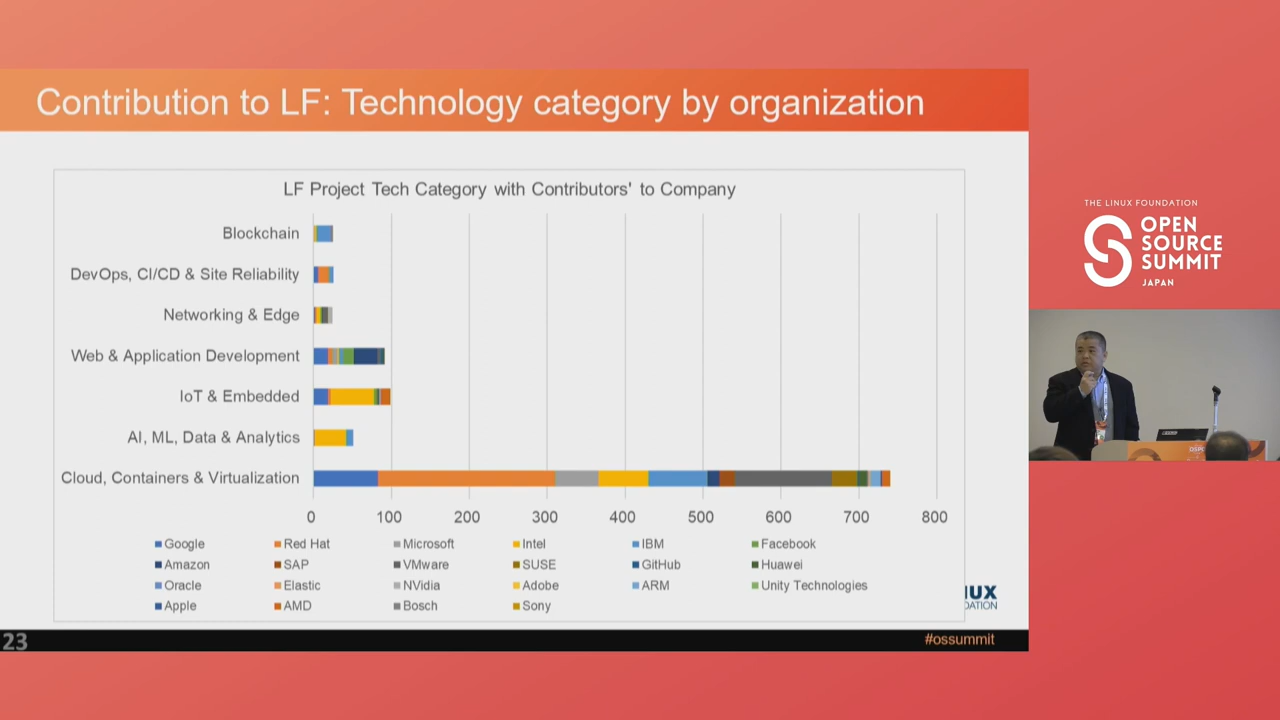 Contribution to LF: Technology category by organization
LF Project Tech Category with Contributors' to Company
Blockchain
DevOps, CI/CD & Site Reliability
Networking & Edge
Web & Application Development
IoT & Embedded
AI, ML, Data & Analytics
Cloud, Containers & Virtualization
0 100 200 300 400 500 600 700 800
Google Red Hat Microsoft Intel IBM Facebook
Amazon SAP VMware SUSE GitHub Huawei
Oracle Elastic NVidia Adobe ARM Unity Technologies
Apple AMD Bosch Sony
23
#ossummit
THE LINUX FOUNDATION
OPEN
SOURCE
SUMMIT
JAPAN